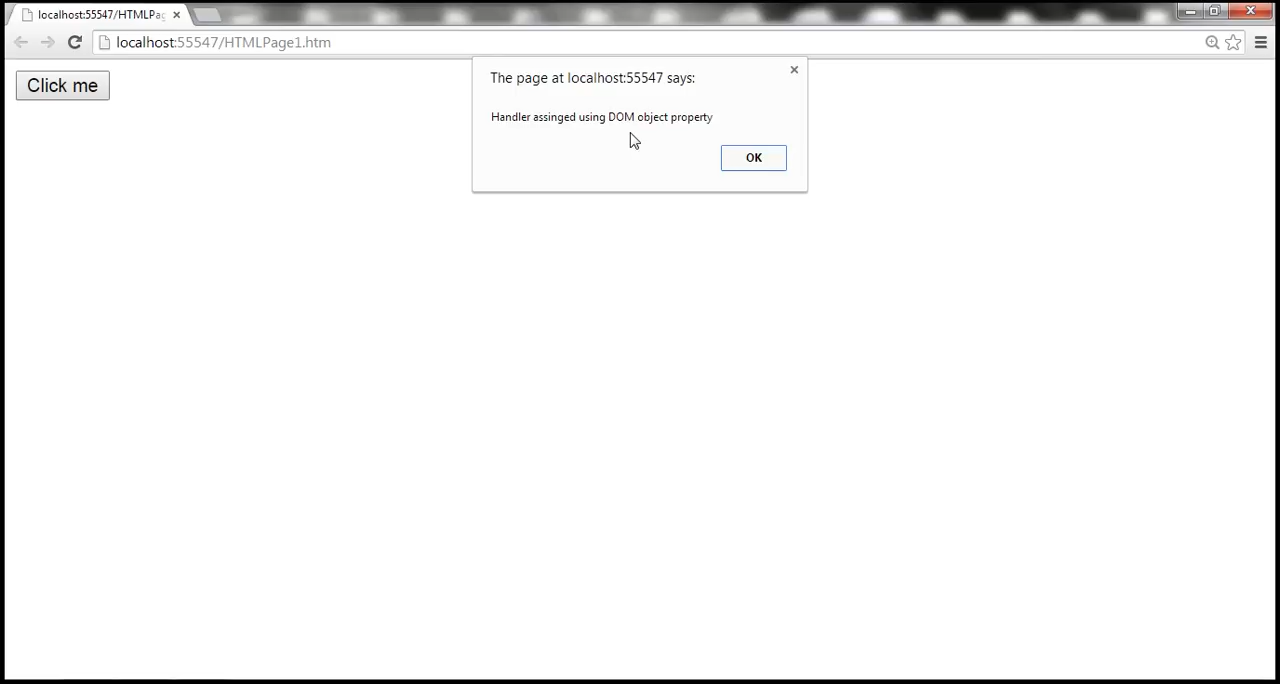 localhost:55547/HTMLPag
localhost:55547/HTMLPage1.htm
Click me
The page at localhost:55547 says:
Handler assinged using DOM object property
OK